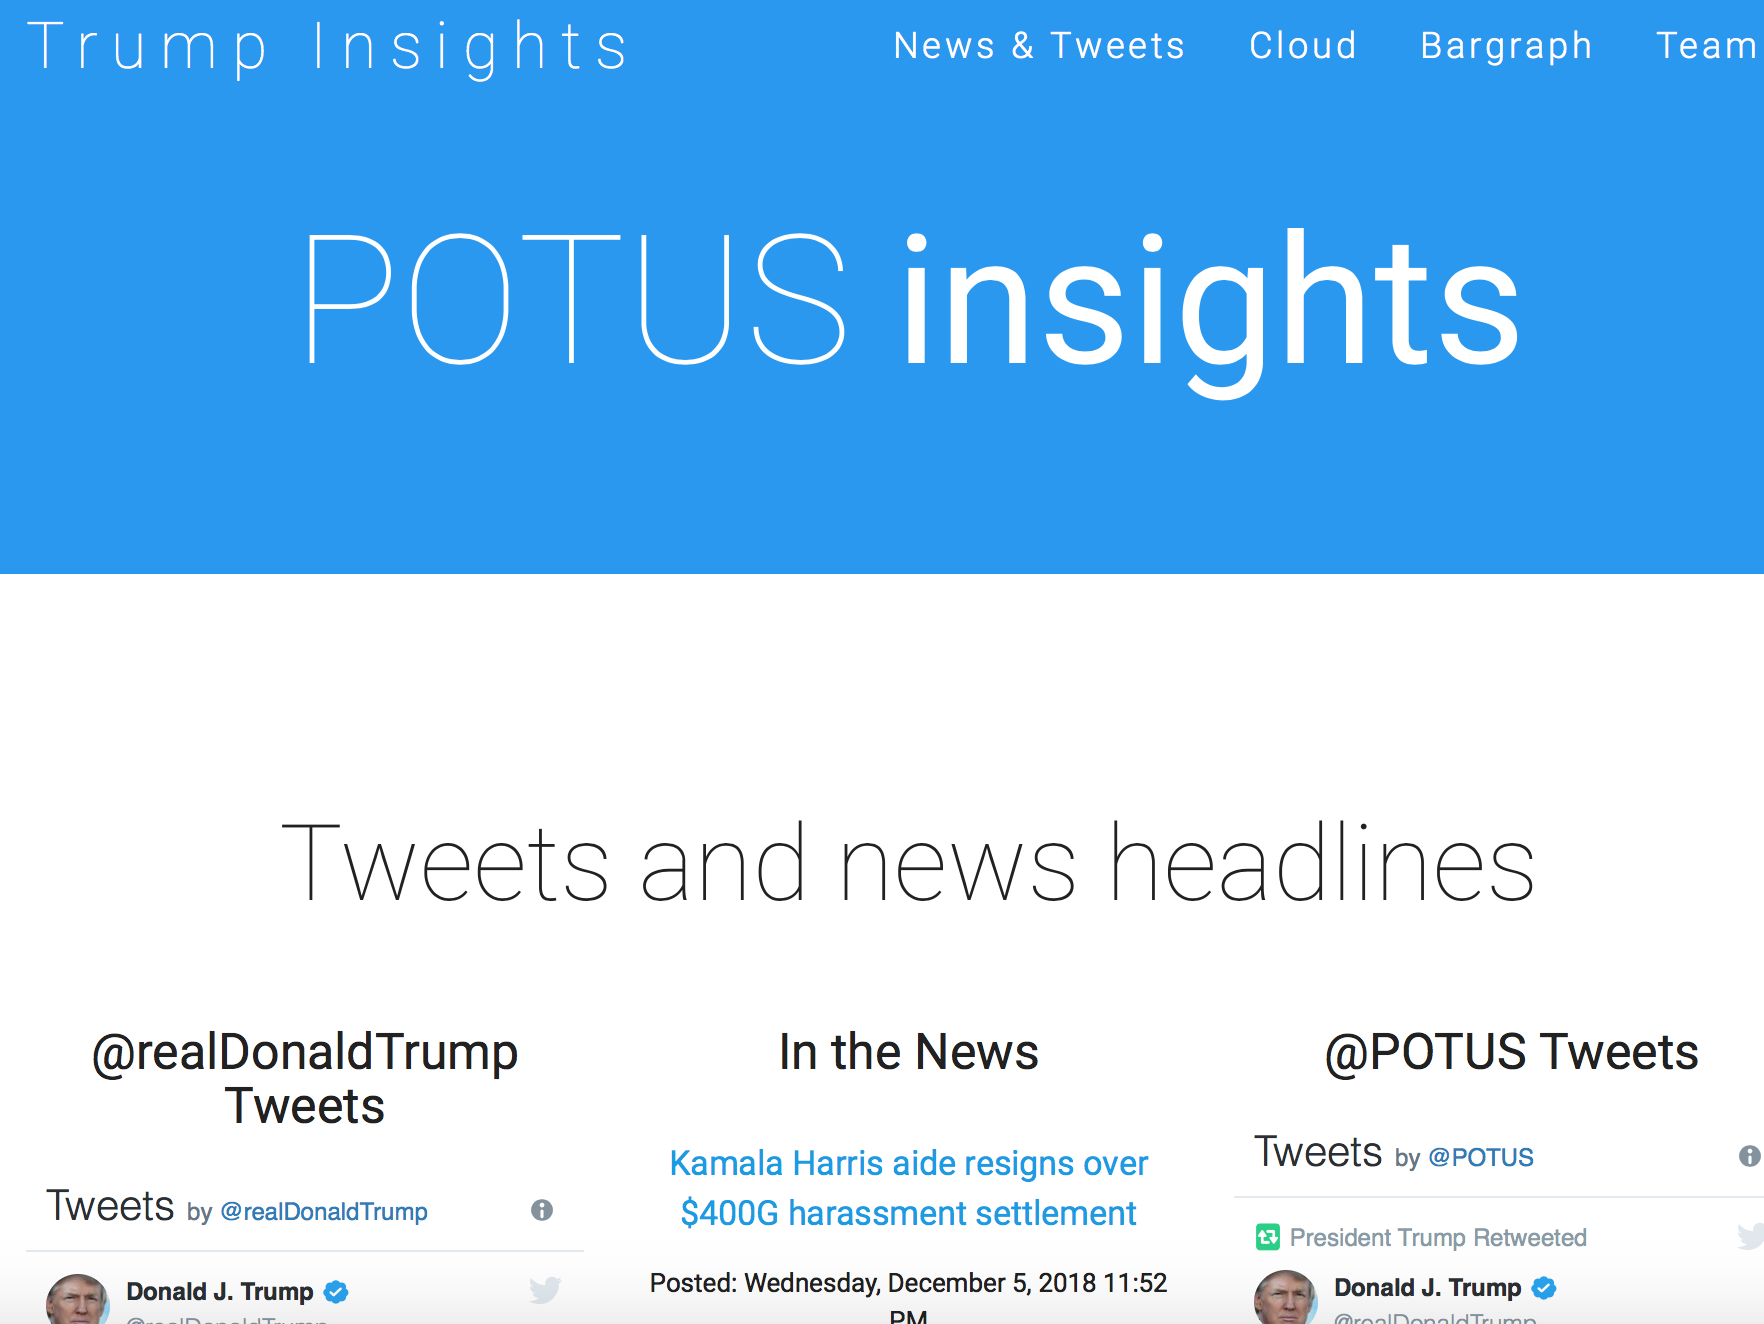 Trump Insights
News & Tweets Cloud Bargraph Team
POTUS insights
Tweets and news headlines
@realDonaldTrump
Tweets
Tweets by @realDonaldTrump
Donald J. Trump
@realDonaldTrump
In the News
Kamala Harris aide resigns over
$400G harassment settlement
Posted: Wednesday, December 5, 2018 11:52
PM
@POTUS Tweets
Tweets by @POTUS
President Trump Retweeted
Donald J. Trump
@realDonaldTrump